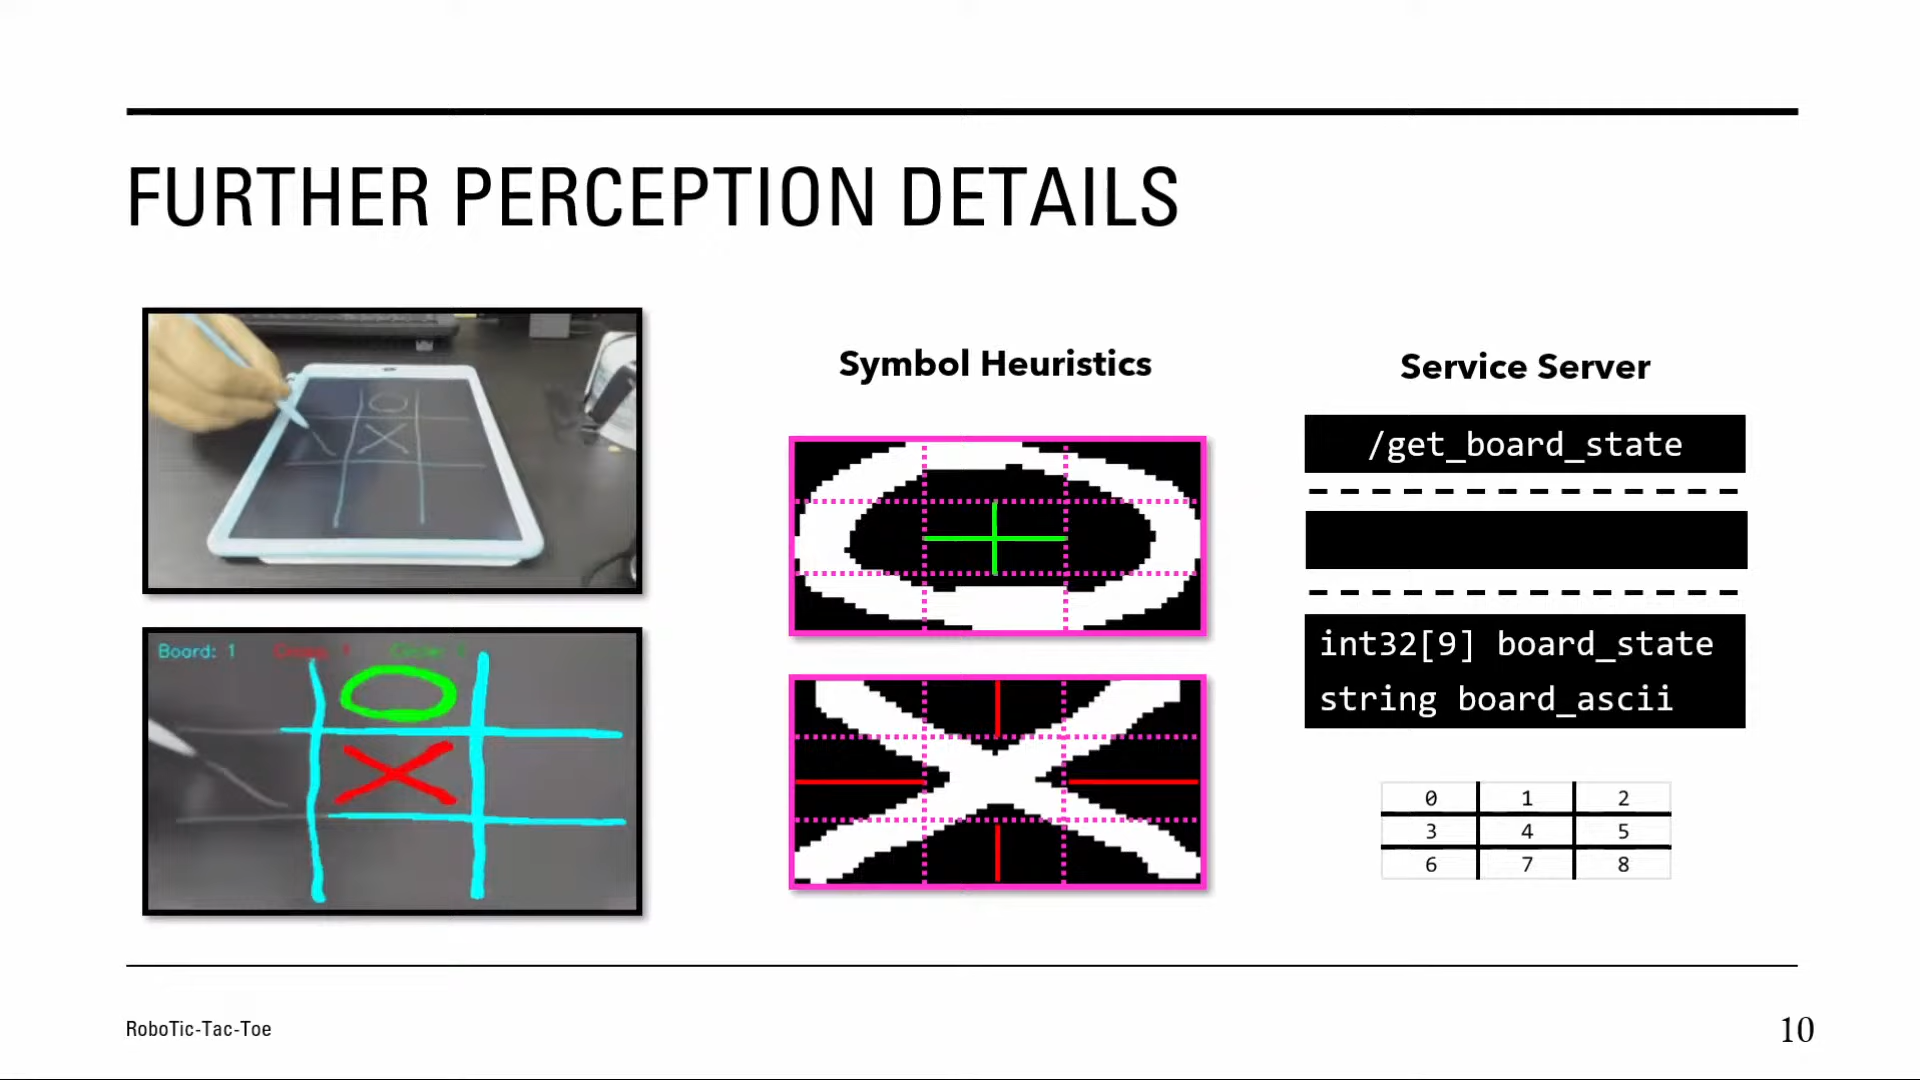 FURTHER PERCEPTION DETAILS
Board: 1
Symbol Heuristics
Service Server
/get_board_state
int32[9] board_state
string board_ascii
0 1 2
3 4 5
6 7 8
RoboTic-Tac-Toe
10